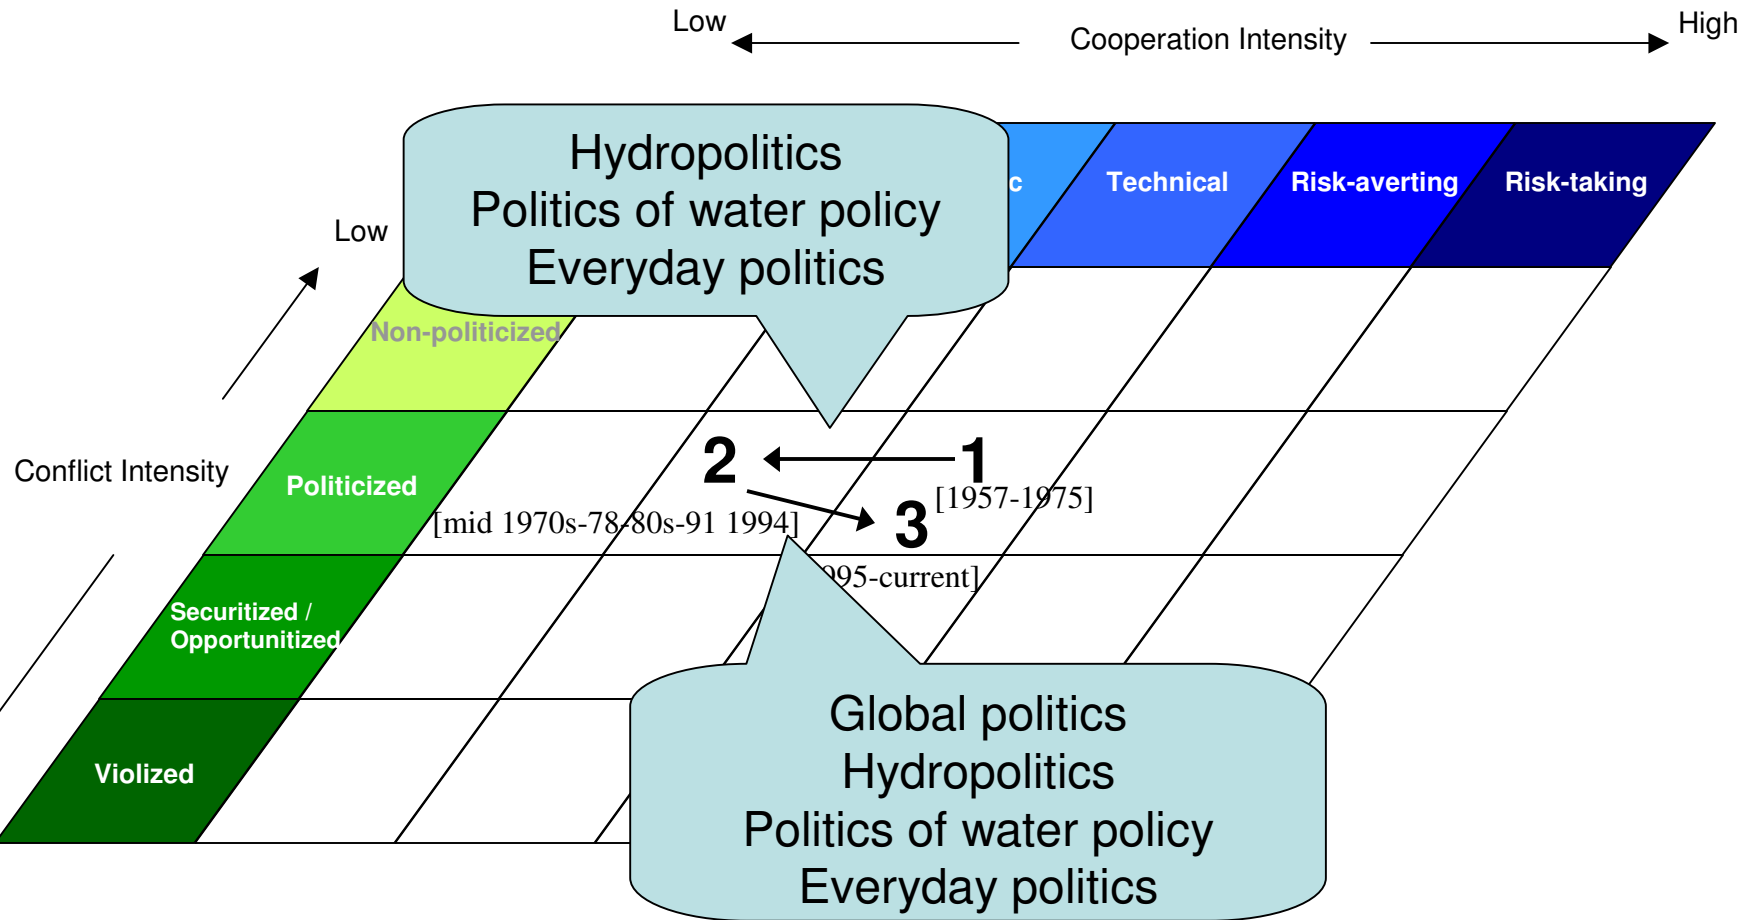 Low
Cooperation Intensity
High
Hydropolitics
Politics of water policy
Everyday politics
c
Technical
Risk-averting
Risk-taking
Low
Non-politicized
Conflict Intensity
Politicized
2
1
[1957-1975]
[mid 1970s-78-80s-91 1994]
3
995-current]
Securitized /
Opportunitized
Violized
Global politics
Hydropolitics
Politics of water policy
Everyday politics